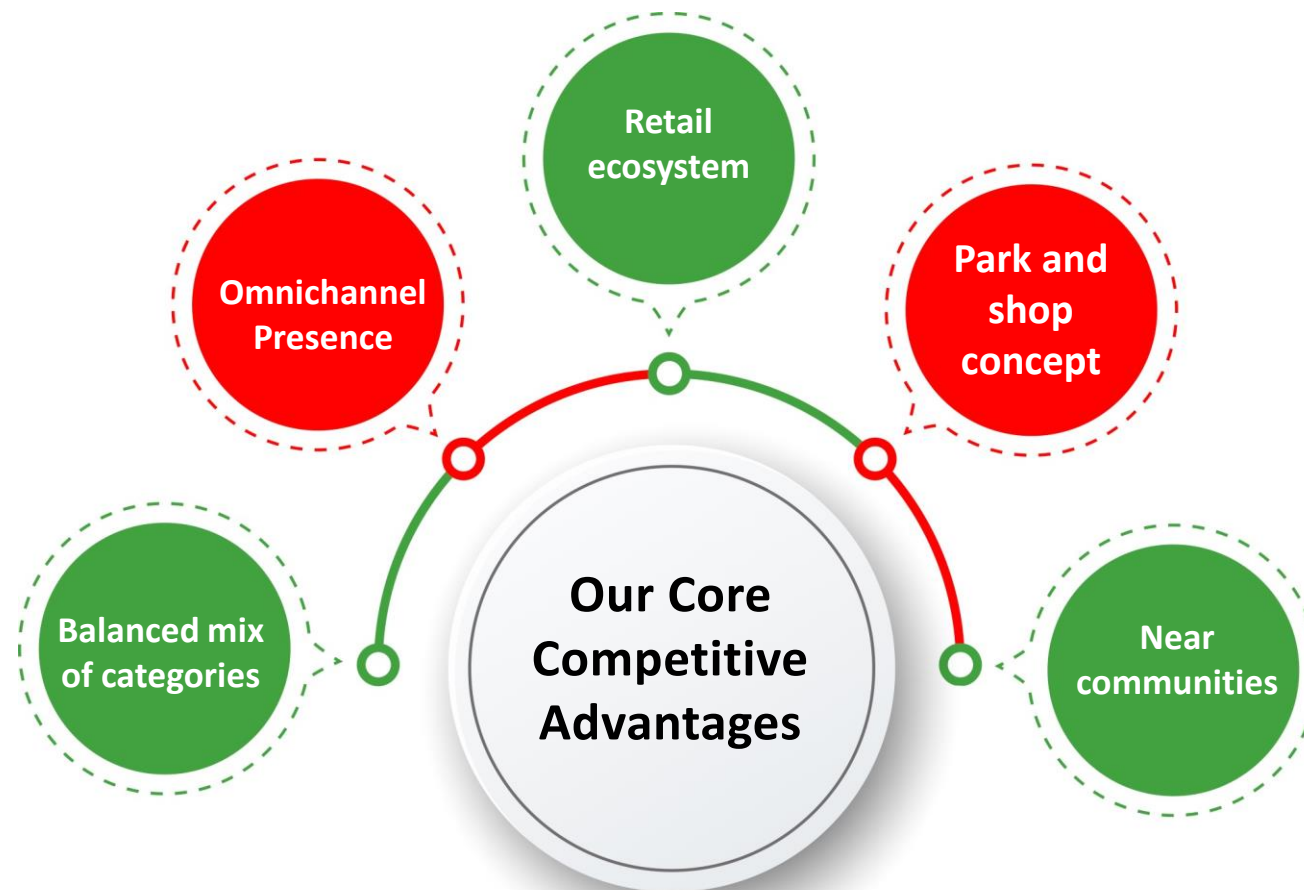 Retail
ecosystem
Omnichannel
Presence
Park and
shop
concept
Balanced mix
of categories
Near
communities
Our Core
Competitive
Advantages